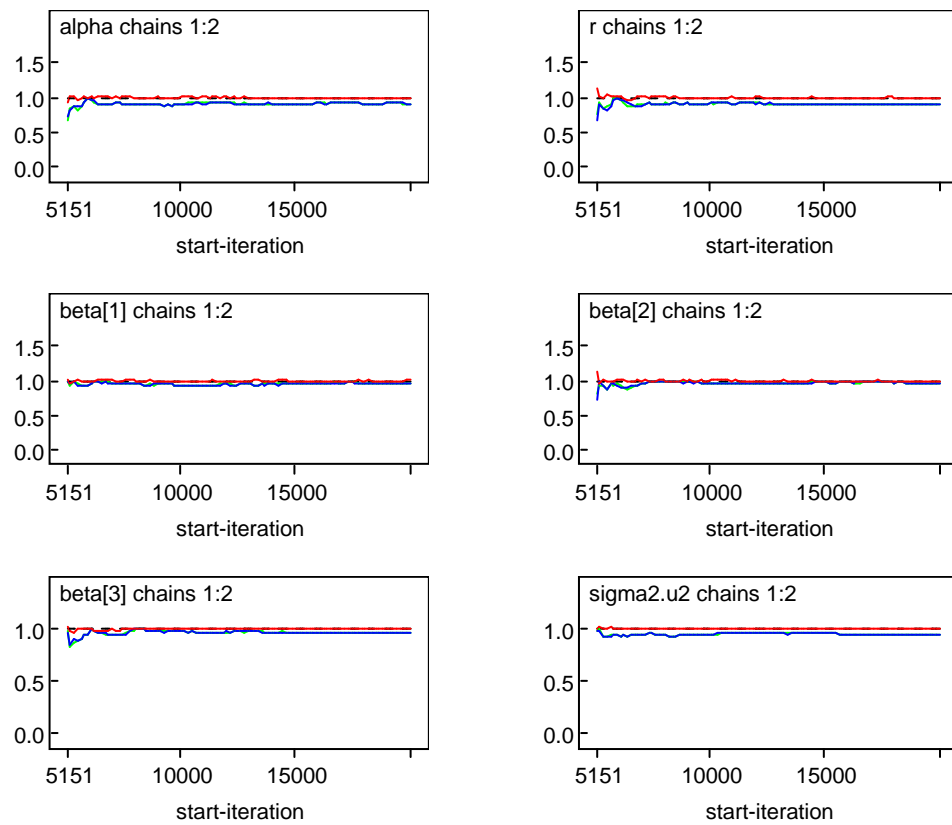 alpha chains 1:2
1.5
1.0
0.5
0.0
5151 10000 15000
start-iteration
r chains 1:2
1.5
1.0
0.5
0.0
5151 10000 15000
start-iteration
beta[1] chains 1:2
1.5
1.0
0.5
0.0
5151 10000 15000
start-iteration
beta[2] chains 1:2
1.5
1.0
0.5
0.0
5151 10000 15000
start-iteration
beta[3] chains 1:2
1.0
0.5
0.0
5151 10000 15000
start-iteration
sigma2.u2 chains 1:2
1.0
0.5
0.0
5151 10000 15000
start-iteration